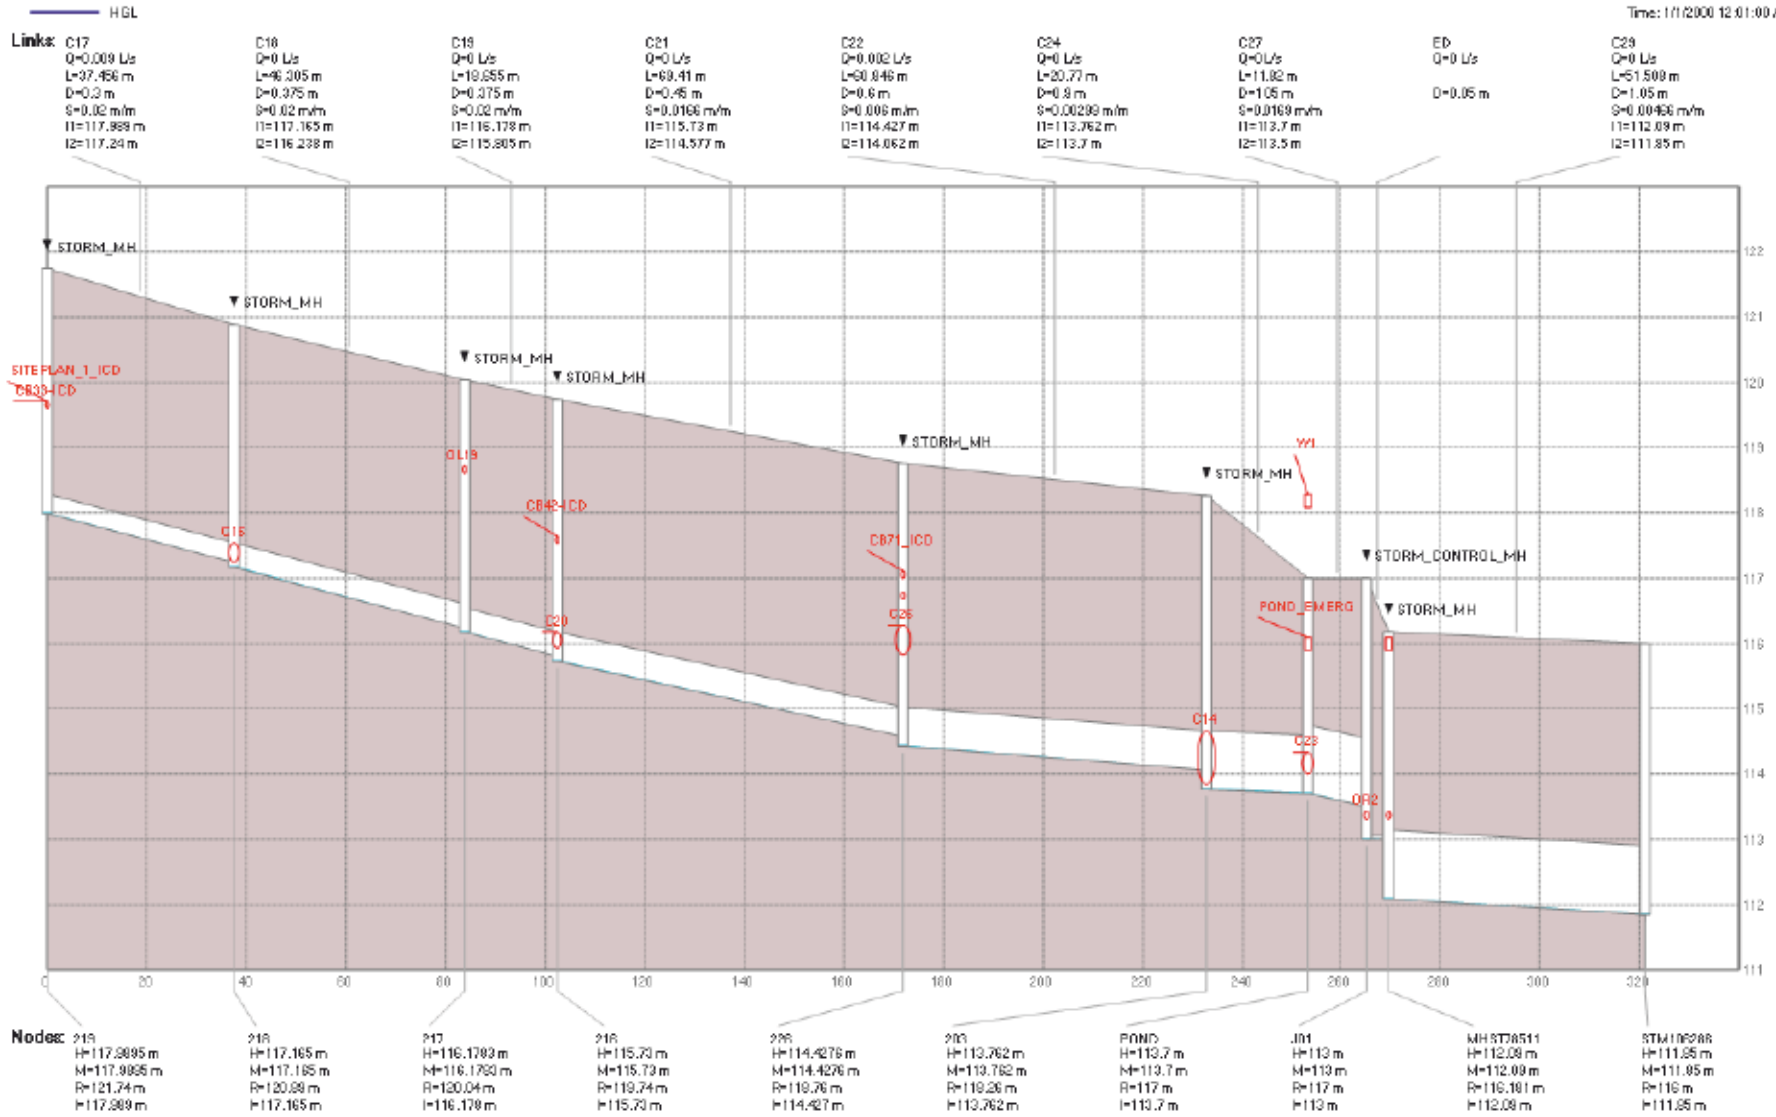 HGL
Time: 1/1/2000 12:01:00
Links:
C17
Q=0.009 L/s
L=37.456 m
D=0.3 m
S=0.02 m/m
I1=117.989 m
I2=117.24 m
C18
Q=0 L/s
L=46.305 m
D=0.375 m
S=0.02 m/m
I1=117.165 m
I2=116.238 m
C19
Q=0 L/s
L=18.655 m
D=0.375 m
S=0.02 m/m
I1=116.178 m
I2=115.805 m
C21
Q=0 L/s
L=69.41 m
D=0.45 m
S=0.0166 m/m
I1=115.73 m
I2=114.577 m
C22
Q=0.002 L/s
L=60.846 m
D=0.6 m
S=0.006 m/m
I1=114.427 m
I2=114.062 m
C24
Q=0 L/s
L=20.77 m
D=0.9 m
S=0.00299 m/m
I1=113.762 m
I2=113.7 m
C27
Q=0 L/s
L=11.82 m
D=1.05 m
S=0.0169 m/m
I1=113.7 m
I2=113.5 m
ED
Q=0 L/s
D=0.05 m
C29
Q=0 L/s
L=51.509 m
D=1.05 m
S=0.00466 m/m
I1=112.09 m
I2=111.85 m
STORM_MH
STORM_MH
STORM_MH
STORM_MH
STORM_MH
STORM_MH
STORM_CONTROL_MH
STORM_MH
SITEPLAN_1_ICD
CB33-ICD
C16
OL19
CB42-ICD
C20
CB71_ICD
C26
C14
W1
POND_EMERG
C23
OR2
122
121
120
119
118
117
116
115
114
113
112
111
0 20 40 60 80 100 120 140 160 180 200 220 240 260 280 300 320
Nodes:
219
H=117.9895 m
M=117.9895 m
R=121.74 m
I=117.989 m
218
H=117.165 m
M=117.165 m
R=120.89 m
I=117.165 m
217
H=116.1783 m
M=116.1783 m
R=120.04 m
I=116.178 m
216
H=115.73 m
M=115.73 m
R=119.74 m
I=115.73 m
226
H=114.4276 m
M=114.4276 m
R=118.76 m
I=114.427 m
203
H=113.762 m
M=113.762 m
R=118.26 m
I=113.762 m
POND
H=113.7 m
M=113.7 m
R=117 m
I=113.7 m
J01
H=113 m
M=113 m
R=117 m
I=113 m
MHST78511
H=112.09 m
M=112.09 m
R=116.181 m
I=112.09 m
H=111.85 m
M=111.85 m
R=116 m
I=111.85 m